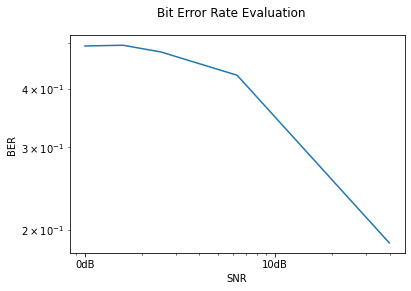 Bit Error Rate Evaluation
4 × 10⁻¹
3 × 10⁻¹
2 × 10⁻¹
BER
0dB 10dB
SNR